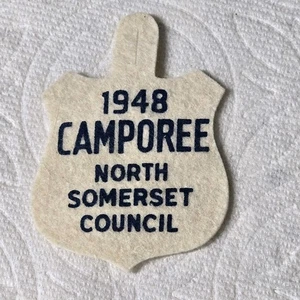 1948
CAMPOREE
NORTH
SOMERSET
COUNCIL